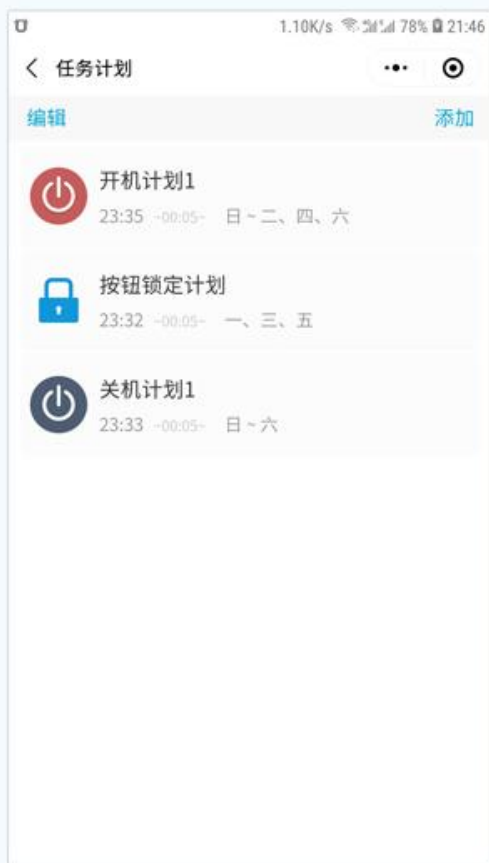 1.10K/s 78% 21:46
任务计划
编辑 添加
开机计划1
23:35 -00:05- 日~二、四、六
按钮锁定计划
23:32 -00:05- 一、三、五
关机计划1
23:33 -00:05- 日~六